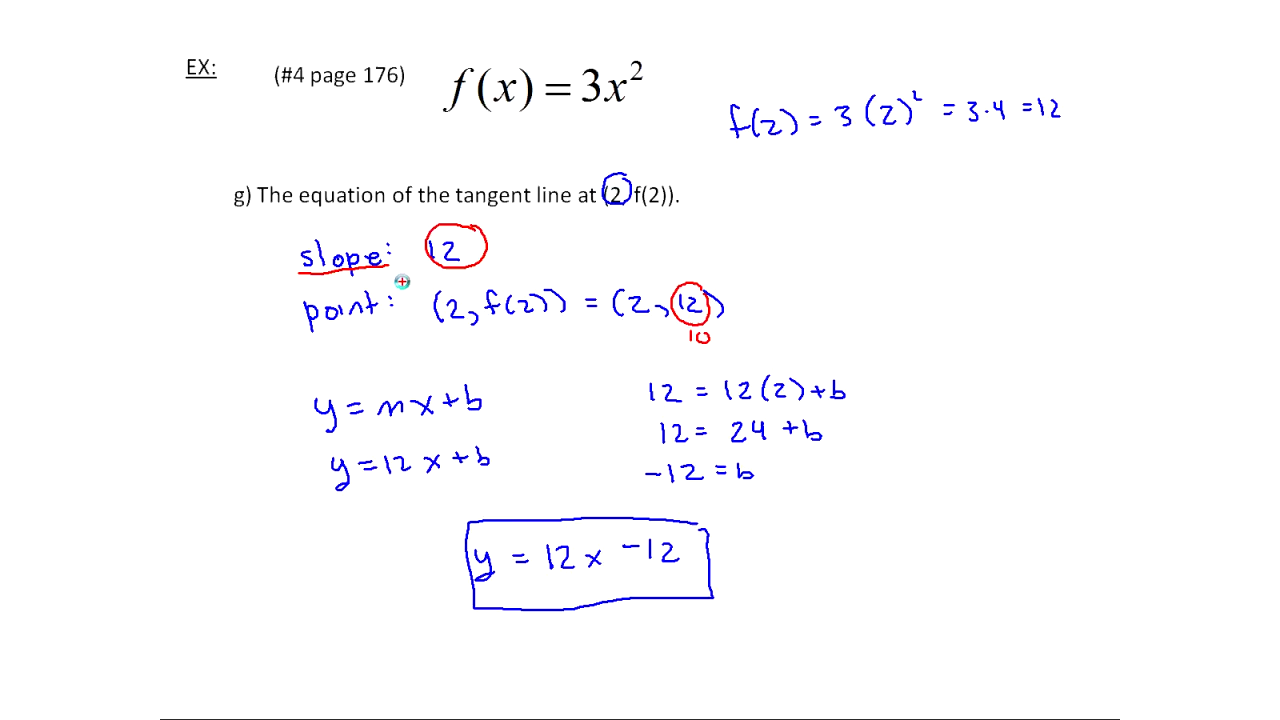 EX: (#4 page 176) f(x) = 3x²
f(2) = 3(2)² = 3·4 = 12
g) The equation of the tangent line at (2, f(2)).
slope: 12
point: (2, f(2)) = (2, 12)
10
y = mx + b
y = 12x + b
12 = 12(2) + b
12 = 24 + b
-12 = b
y = 12x - 12